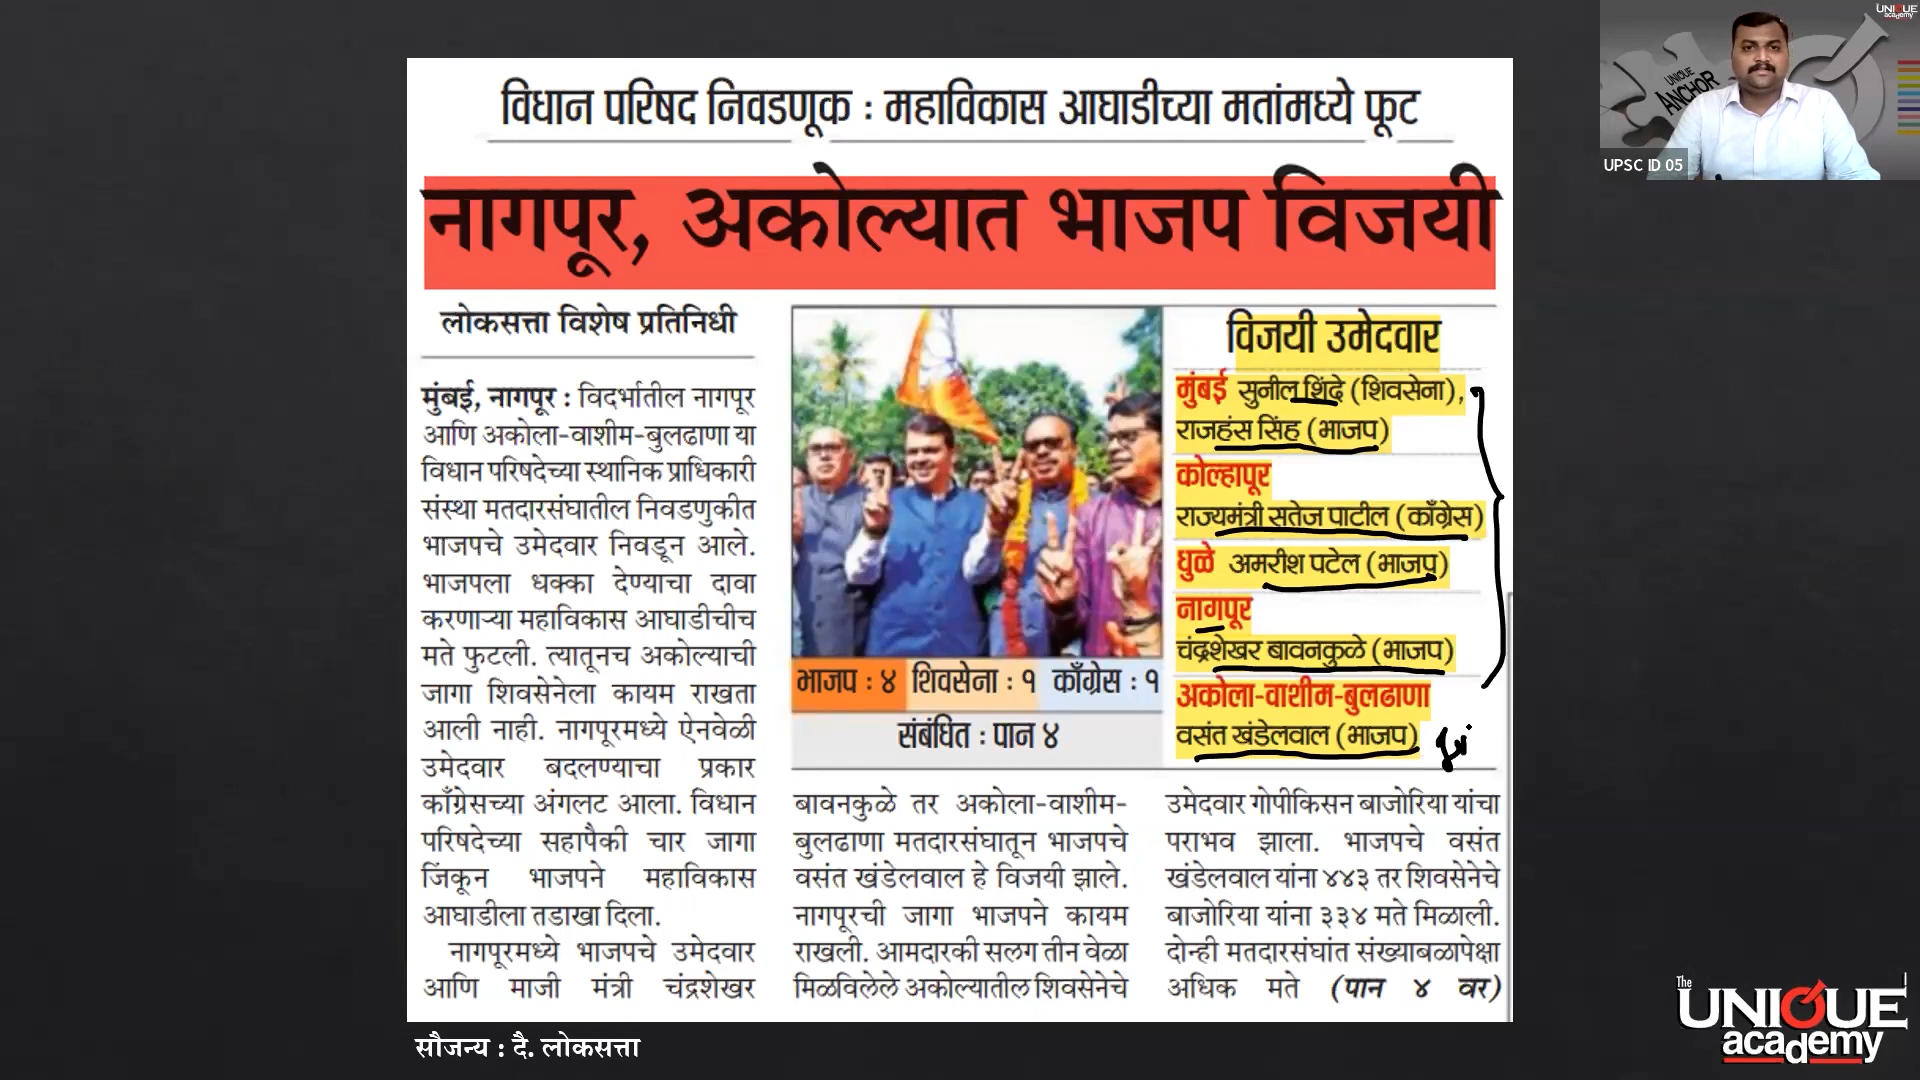 विधान परिषद निवडणूक : महाविकास आघाडीच्या मतांमध्ये फूट
नागपूर, अकोल्यात भाजप विजयी
लोकसत्ता विशेष प्रतिनिधी
मुंबई, नागपूर : विदर्भातील नागपूर
आणि अकोला-वाशीम-बुलढाणा या
विधान परिषदेच्या स्थानिक प्राधिकारी
संस्था मतदारसंघातील निवडणुकीत
भाजपचे उमेदवार निवडून आले.
भाजपला धक्का देण्याचा दावा
करणाऱ्या महाविकास आघाडीचीच
मते फुटली. त्यातूनच अकोल्याची
जागा शिवसेनेला कायम राखता
आली नाही. नागपूरमध्ये ऐनवेळी
उमेदवार बदलण्याचा प्रकार
काँग्रेसच्या अंगलट आला. विधान
परिषदेच्या सहापैकी चार जागा
जिंकून भाजपने महाविकास
आघाडीला तडाखा दिला.
नागपूरमध्ये भाजपचे उमेदवार
आणि माजी मंत्री चंद्रशेखर
भाजप : ४ शिवसेना : १ काँग्रेस : १
संबंधित : पान ४
विजयी उमेदवार
मुंबई सुनील शिंदे (शिवसेना),
राजहंस सिंह (भाजप)
कोल्हापूर
राज्यमंत्री सतेज पाटील (काँग्रेस)
धुळे अमरीश पटेल (भाजप)
नागपूर
चंद्रशेखर बावनकुळे (भाजप)
अकोला-वाशीम-बुलढाणा
वसंत खंडेलवाल (भाजप)
बावनकुळे तर अकोला-वाशीम-
बुलढाणा मतदारसंघातून भाजपचे
वसंत खंडेलवाल हे विजयी झाले.
नागपूरची जागा भाजपने कायम
राखली. आमदारकी सलग तीन वेळा
मिळविलेले अकोल्यातील शिवसेनेचे
उमेदवार गोपीकिसन बाजोरिया यांचा
पराभव झाला. भाजपचे वसंत
खंडेलवाल यांना ४४३ तर शिवसेनेचे
बाजोरिया यांना ३३४ मते मिळाली.
दोन्ही मतदारसंघांत संख्याबळापेक्षा
अधिक मते (पान ४ वर)
सौजन्य : दै. लोकसत्ता
UNIQUE
academy
UNIQUE
ANCHOR
UPSC ID 05
The
UNIQUE
academy